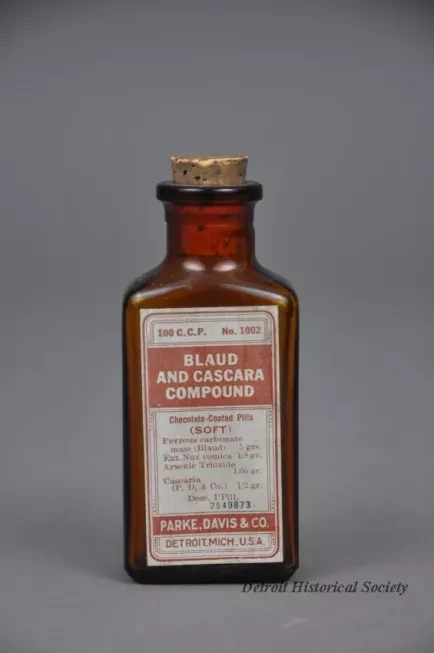 100 C.C.P. No. 1002
BLAUD
AND CASCARA
COMPOUND
Chocolate-Coated Pills
(SOFT)
Ferrous carbonate
mass (Blaud) 5 grs.
Ext. Nux vomica 1/8 gr.
Arsenic Trioxide
1/60 gr.
Cascarin
(P. D. & Co.) 1/2 gr.
Dose, 1 Pill.
2949873
PARKE, DAVIS & CO.
DETROIT, MICH., U.S.A.
Detroit Historical Society